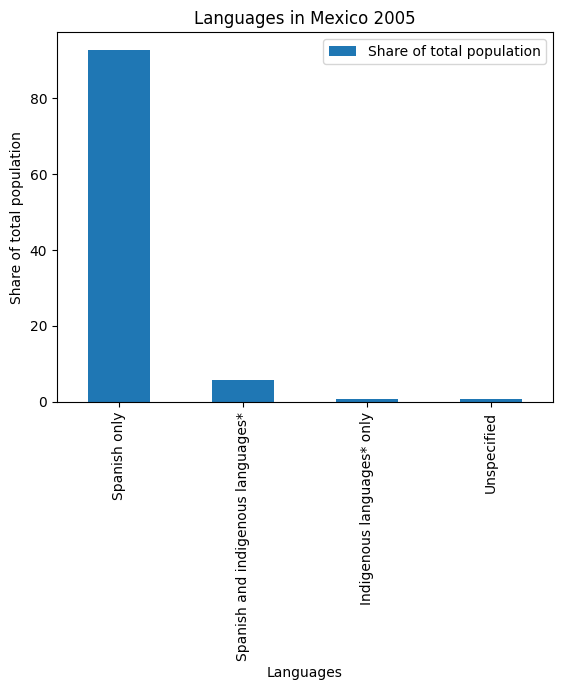 Languages in Mexico 2005
Share of total population
Share of total population
80
60
40
20
0
Spanish only
Spanish and indigenous languages*
Indigenous languages* only
Unspecified
Languages